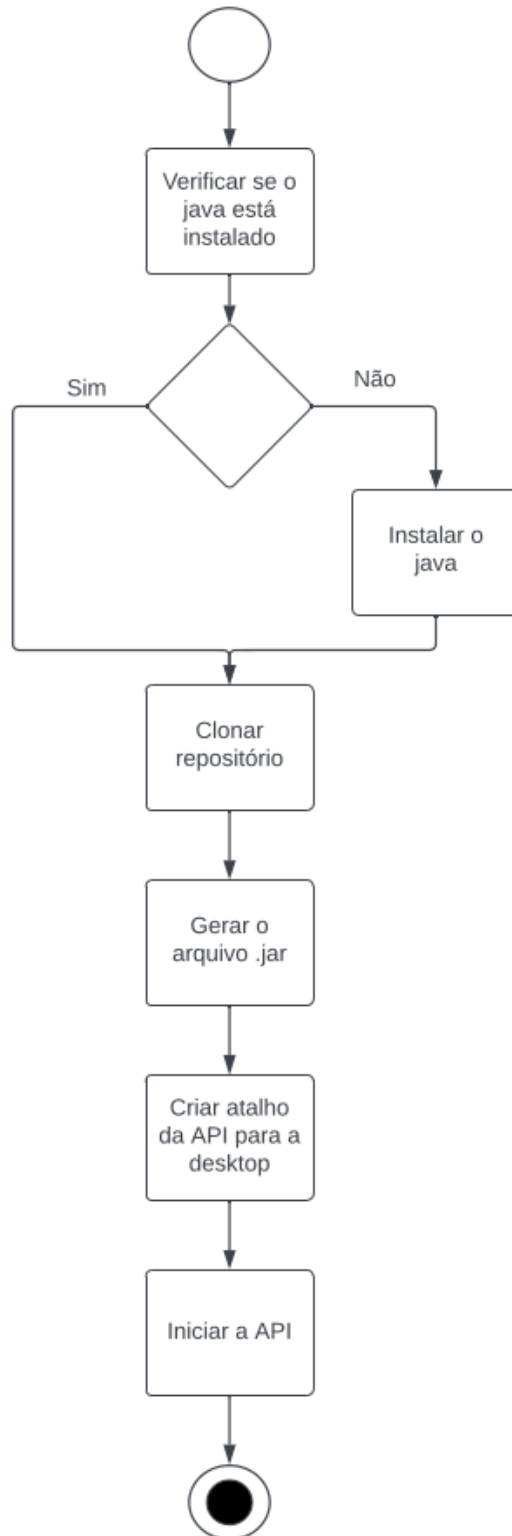 Verificar se o
java está
instalado
Sim
Não
Instalar o
java
Clonar
repositório
Gerar o
arquivo .jar
Criar atalho
da API para a
desktop
Iniciar a API